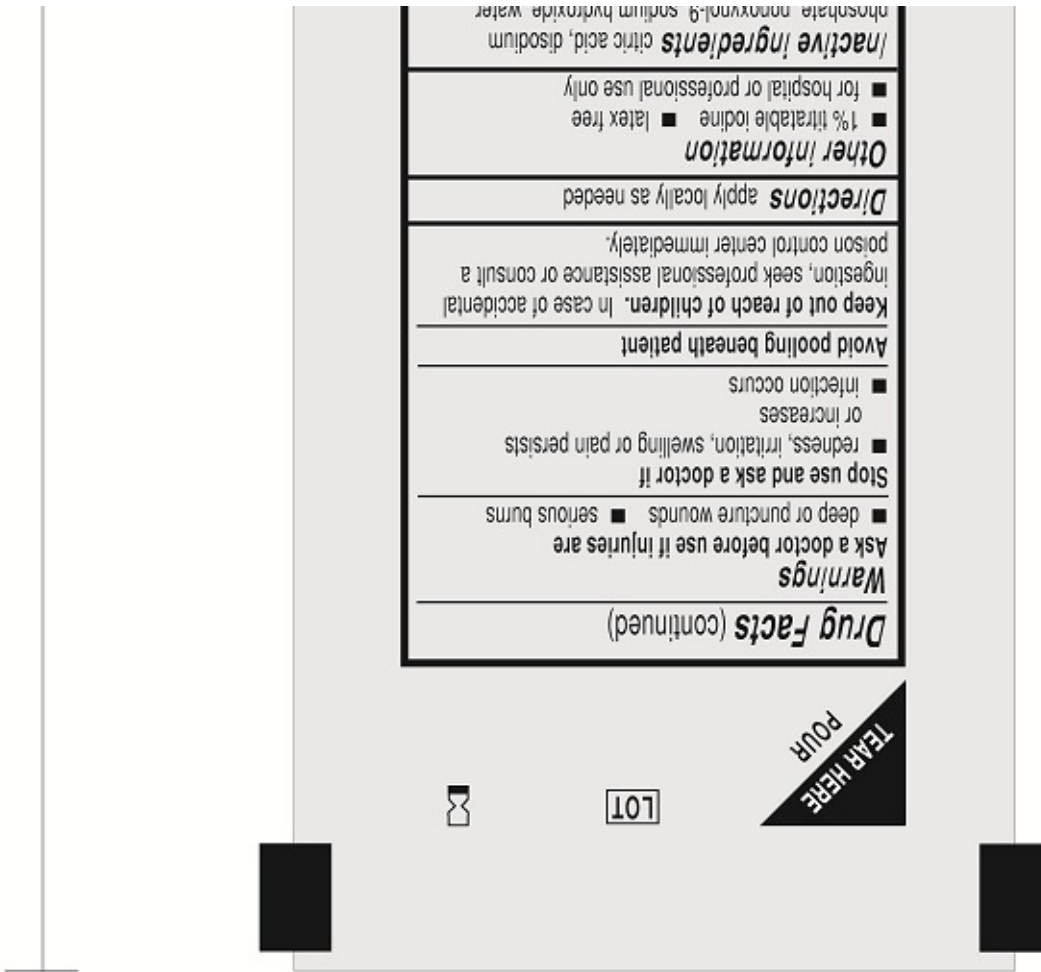 TEAR HERE
POUR
LOT
Drug Facts (continued)
Warnings
Ask a doctor before use if injuries are
■ deep or puncture wounds ■ serious burns
Stop use and ask a doctor if
■ redness, irritation, swelling or pain persists
or increases
■ infection occurs
Avoid pooling beneath patient
Keep out of reach of children. In case of accidental
ingestion, seek professional assistance or consult a
poison control center immediately.
Directions apply locally as needed
Other information
■ 1% titratable iodine ■ latex free
■ for hospital or professional use only
Inactive ingredients citric acid, disodium
phosphate, nonoxynol-9, sodium hydroxide, water